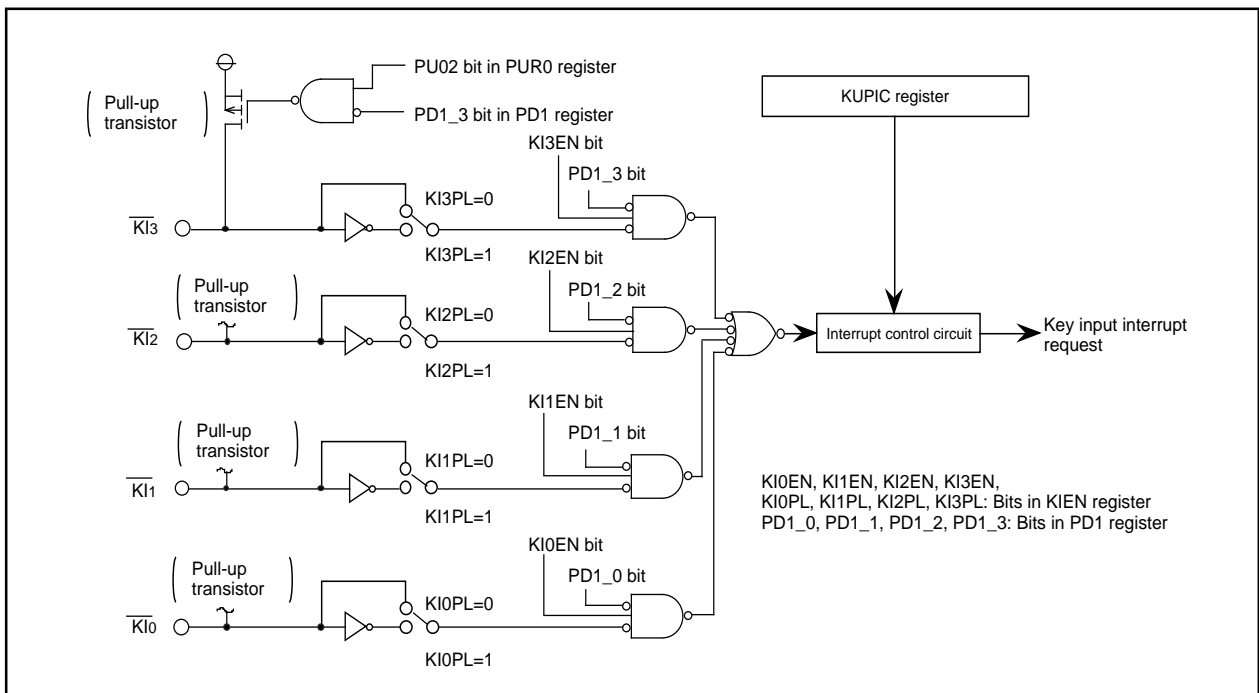 PU02 bit in PUR0 register
( Pull-up
transistor )
PD1_3 bit in PD1 register
KUPIC register
KI3EN bit
PD1_3 bit
KI3PL=0
KI3
KI3PL=1
KI2EN bit
( Pull-up
transistor )
PD1_2 bit
KI2PL=0
KI2
KI2PL=1
Interrupt control circuit
Key input interrupt
request
KI1EN bit
( Pull-up
transistor )
PD1_1 bit
KI1PL=0
KI1
KI1PL=1
KI0EN, KI1EN, KI2EN, KI3EN,
KI0PL, KI1PL, KI2PL, KI3PL: Bits in KIEN register
PD1_0, PD1_1, PD1_2, PD1_3: Bits in PD1 register
KI0EN bit
( Pull-up
transistor )
PD1_0 bit
KI0PL=0
KI0
KI0PL=1